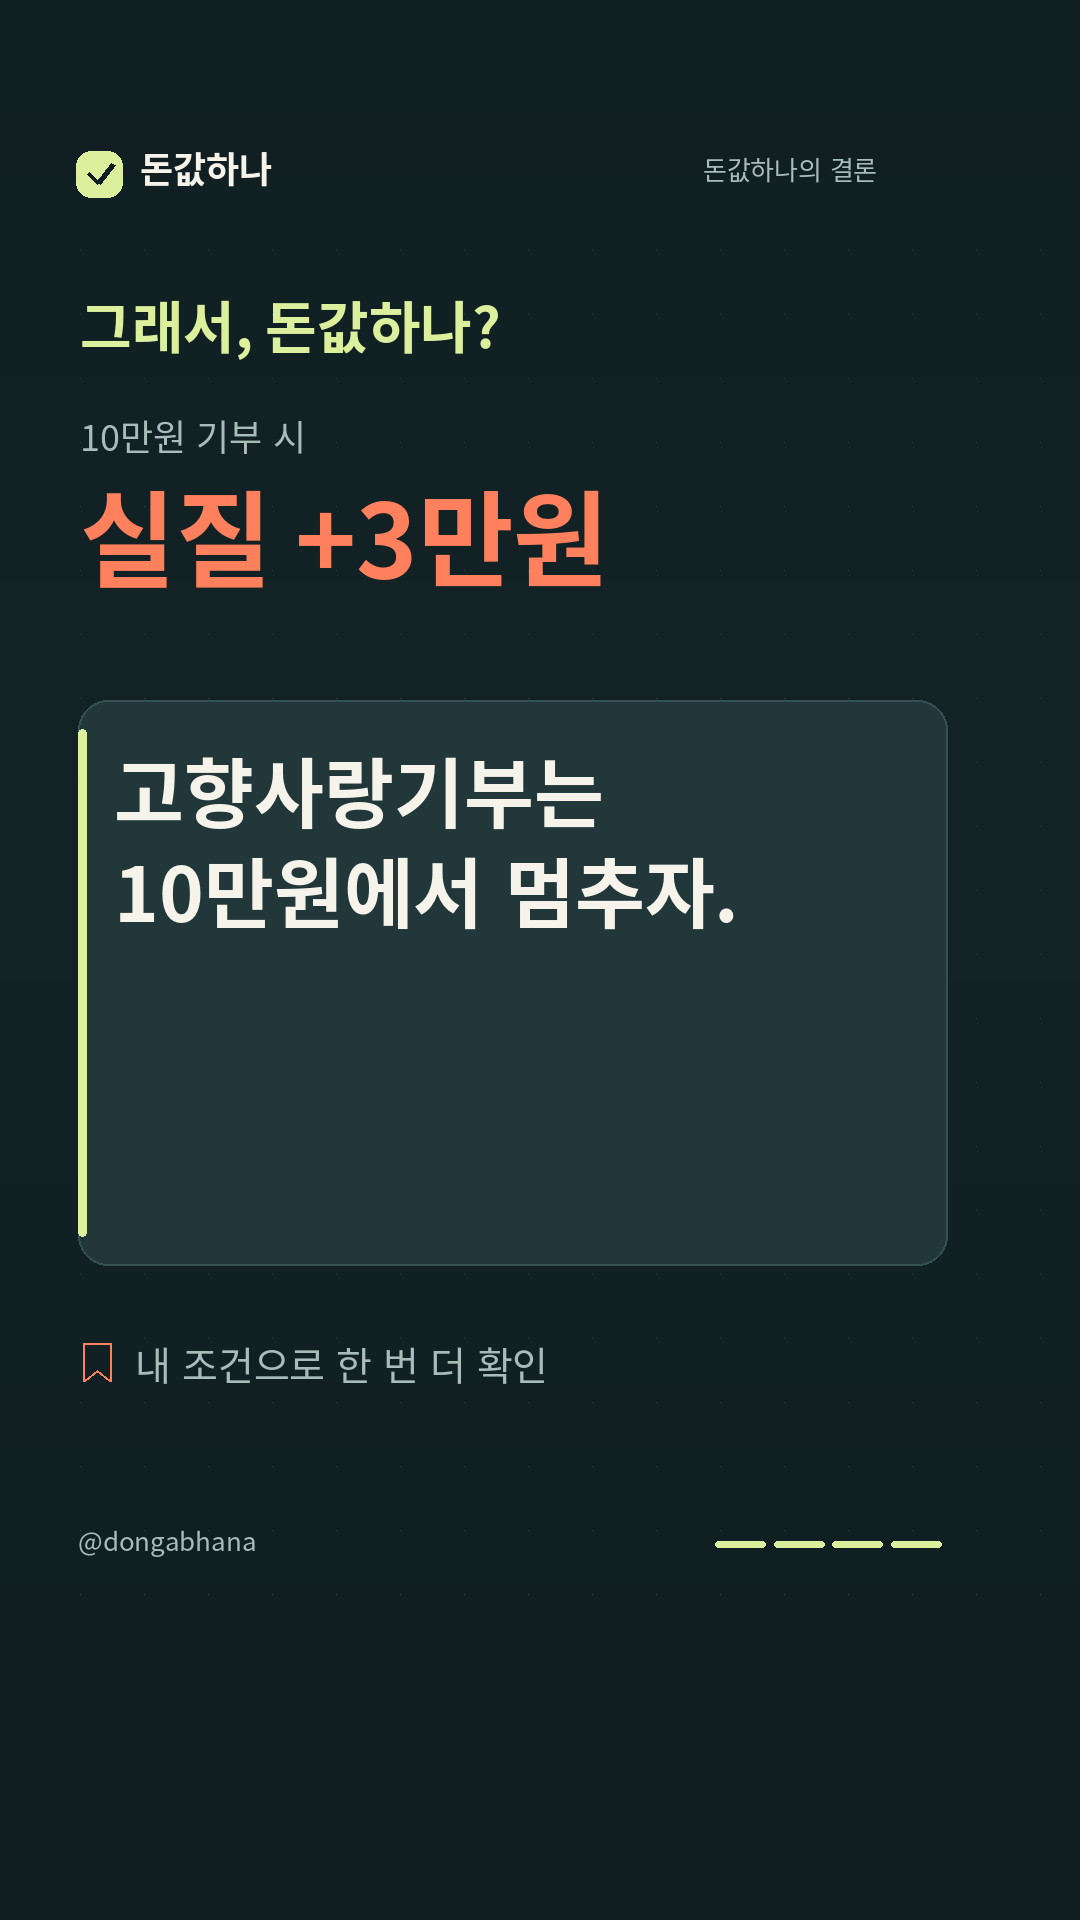 돈값하나
돈값하나의 결론
그래서, 돈값하나?
10만원 기부 시
실질 +3만원
고향사랑기부는
10만원에서 멈추자.
내 조건으로 한 번 더 확인
@dongabhana